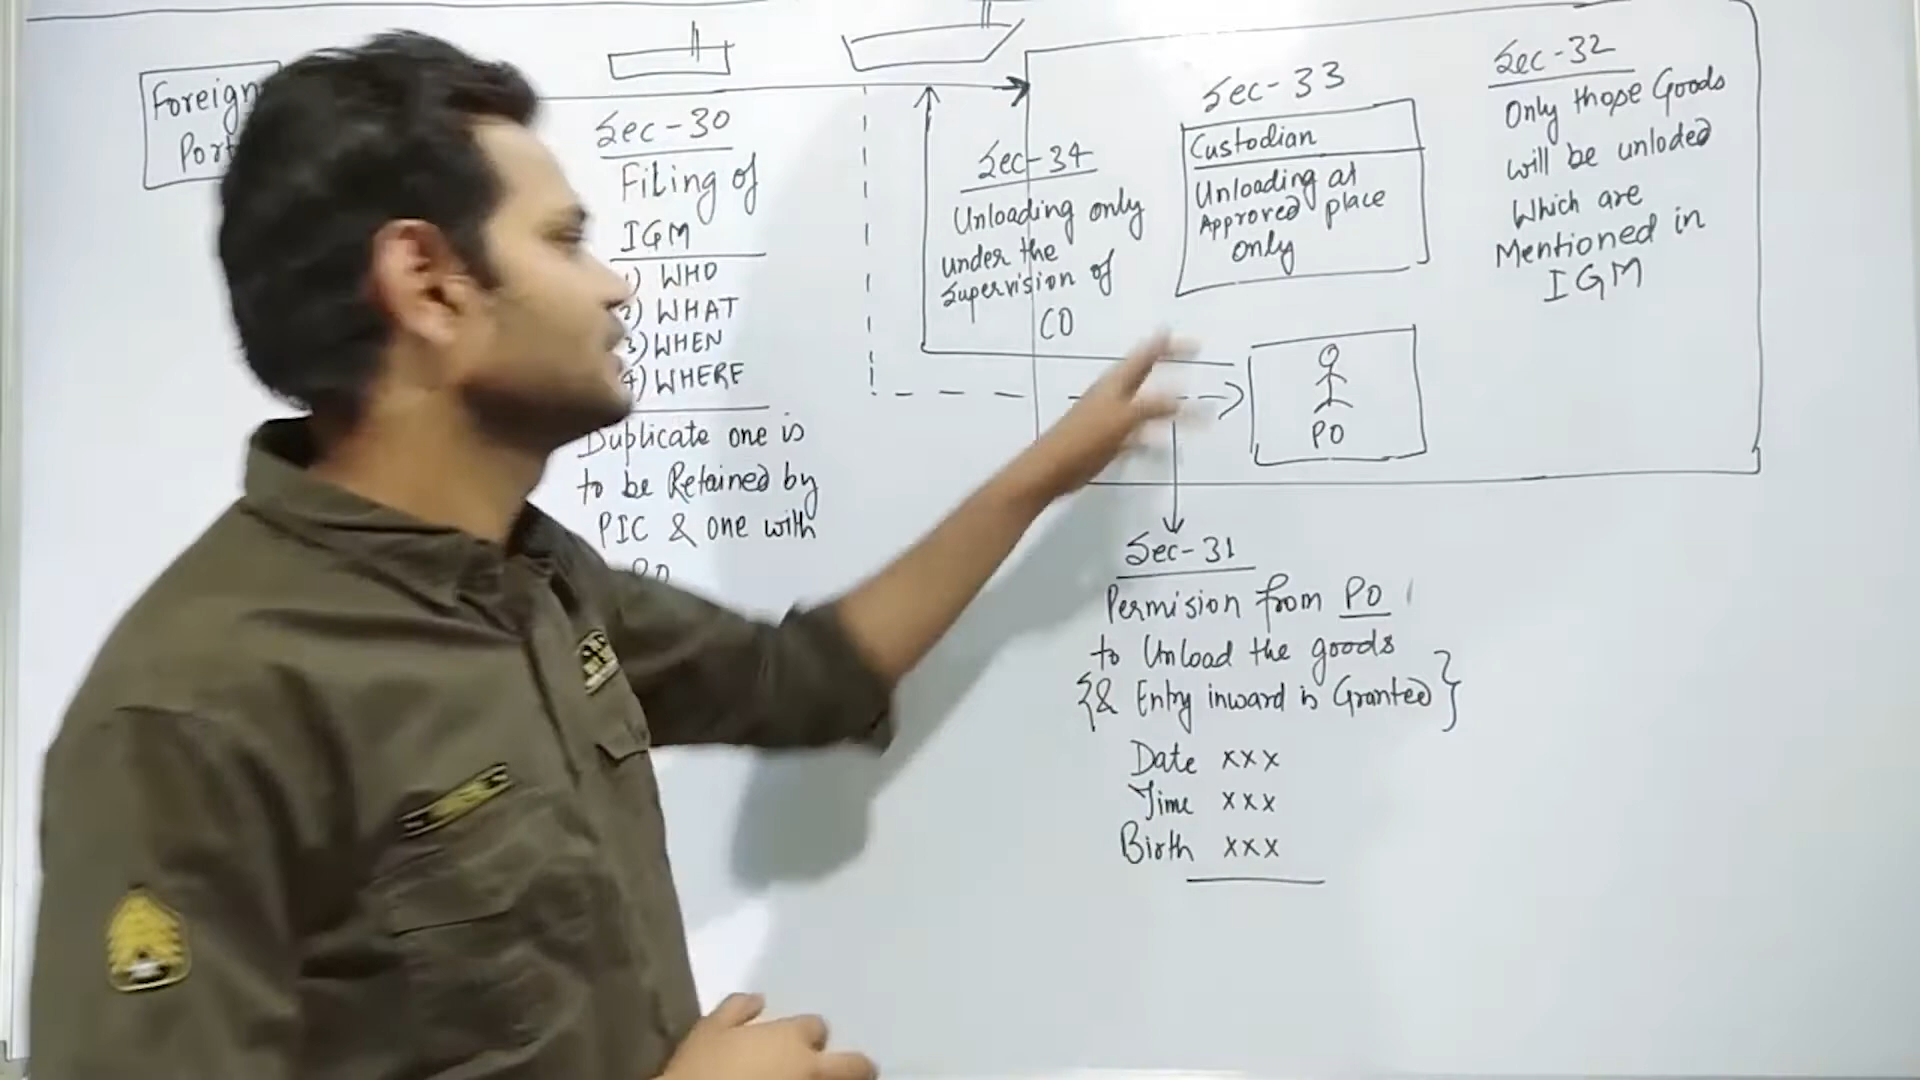 Foreign
Port
Sec-30
Filing of
IGM
1) WHO
2) WHAT
3) WHEN
4) WHERE
Duplicate one is
to be Retained by
PIC & one with
PO
Sec-34
Unloading only
under the
Supervision of
CO
Sec-33
Custodian
Unloading at
Approved place
only
PO
Sec-32
Only those Goods
will be unloded
Which are
Mentioned in
IGM
Sec-31
Permision from PO
to Unload the goods
{& Entry inward is Granted}
Date xxx
Time xxx
Birth xxx